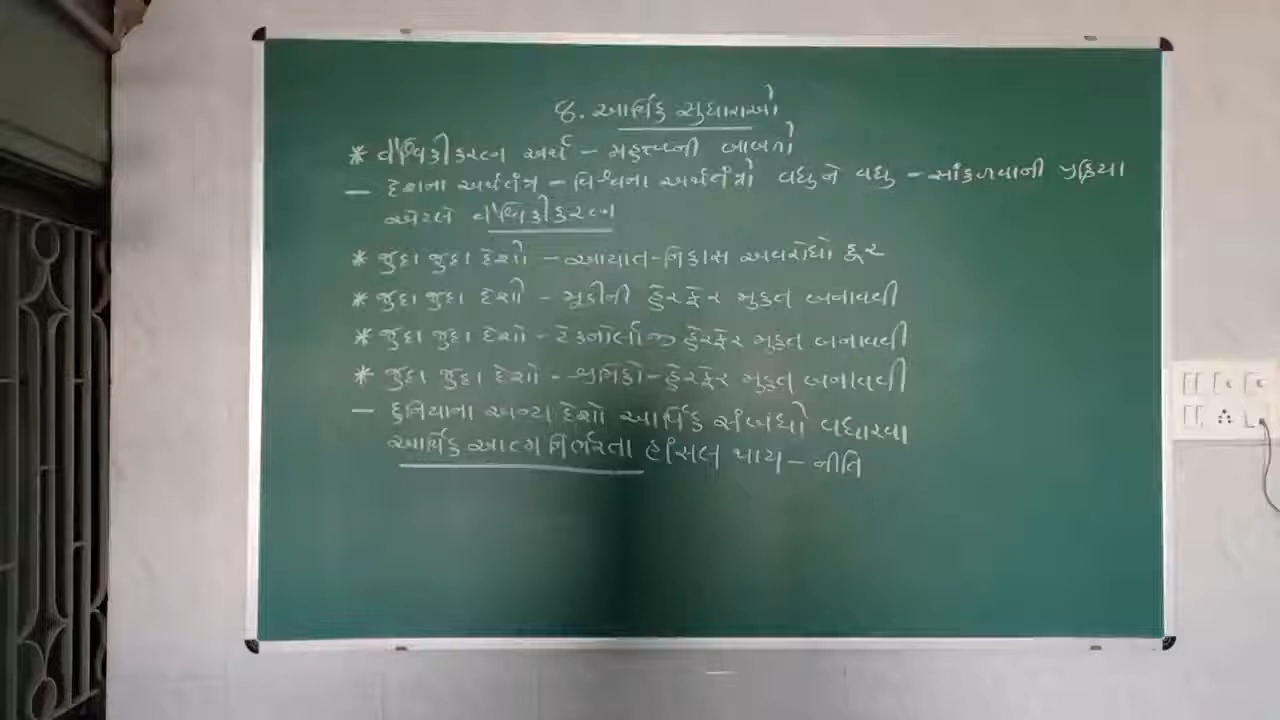 ૪. આર્થિક સુધારાઓ
* વૈશ્વિકીકરણ અર્થ - મહત્ત્વની બાબતો
- દેશના અર્થતંત્ર - વિશ્વના અર્થતંત્રો વધુને વધુ - સાંકળવાની પ્રક્રિયા
એટલે વૈશ્વિકીકરણ
* જુદા જુદા દેશો - આયાત-નિકાસ અવરોધો દૂર
* જુદા જુદા દેશો - મૂડીની હેરફેર મુક્ત બનાવવી
* જુદા જુદા દેશો - ટેકનોલોજી હેરફેર મુક્ત બનાવવી
* જુદા જુદા દેશો - શ્રમિકો - હેરફેર મુક્ત બનાવવી
- દુનિયાના અન્ય દેશો આર્થિક સંબંધો વધારવા
આર્થિક આત્મનિર્ભરતા હાંસલ થાય - નીતિ